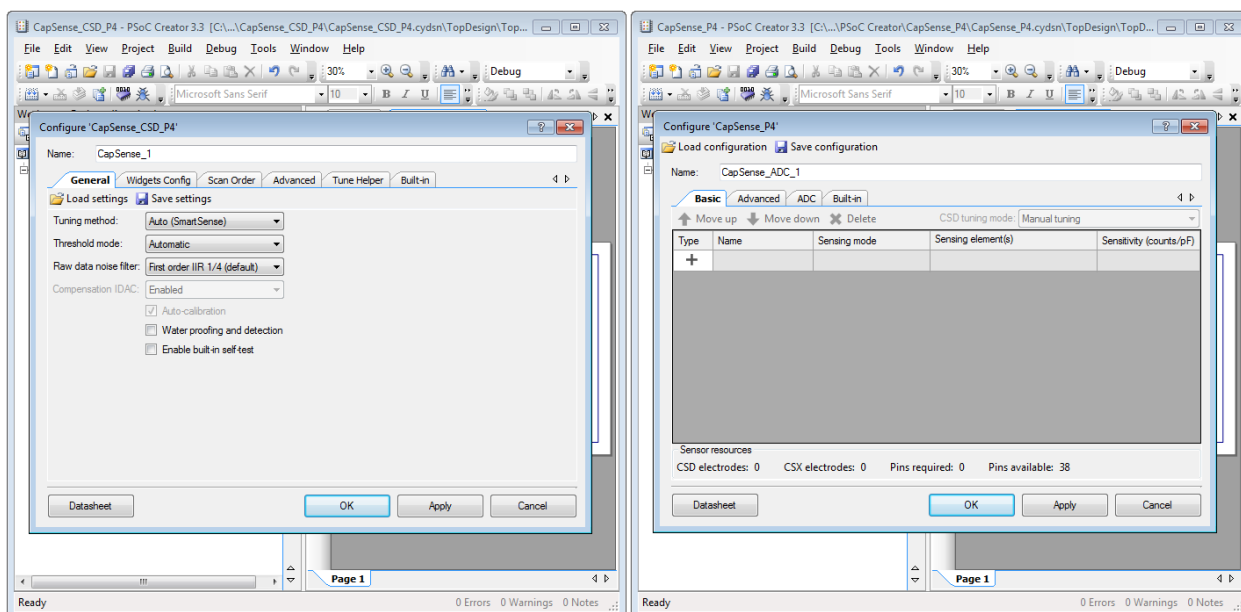 CapSense_CSD_P4 - PSoC Creator 3.3 [C:\...\CapSense_CSD_P4\CapSense_CSD_P4.cydsn\TopDesign\Top...
File Edit View Project Build Debug Tools Window Help
30% Debug
Microsoft Sans Serif 10 B I U
Configure 'CapSense_CSD_P4'
Name: CapSense_1
General Widgets Config Scan Order Advanced Tune Helper Built-in
Load settings Save settings
Tuning method: Auto (SmartSense)
Threshold mode: Automatic
Raw data noise filter: First order IIR 1/4 (default)
Compensation IDAC: Enabled
Auto-calibration
Water proofing and detection
Enable built-in self-test
Datasheet OK Apply Cancel
Page 1
Ready 0 Errors 0 Warnings 0 Notes
CapSense_P4 - PSoC Creator 3.3 [C:\...\PSoC Creator\CapSense_P4\CapSense_P4.cydsn\TopDesign\TopD...
File Edit View Project Build Debug Tools Window Help
30% Debug
Microsoft Sans Serif 10 B I U
Configure 'CapSense_P4'
Load configuration Save configuration
Name: CapSense_ADC_1
Basic Advanced ADC Built-in
Move up Move down Delete CSD tuning mode: Manual tuning
Type Name Sensing mode Sensing element(s) Sensitivity (counts/pF)
Sensor resources
CSD electrodes: 0 CSX electrodes: 0 Pins required: 0 Pins available: 38
Datasheet OK Apply Cancel
Page 1
Ready 0 Errors 0 Warnings 0 Notes